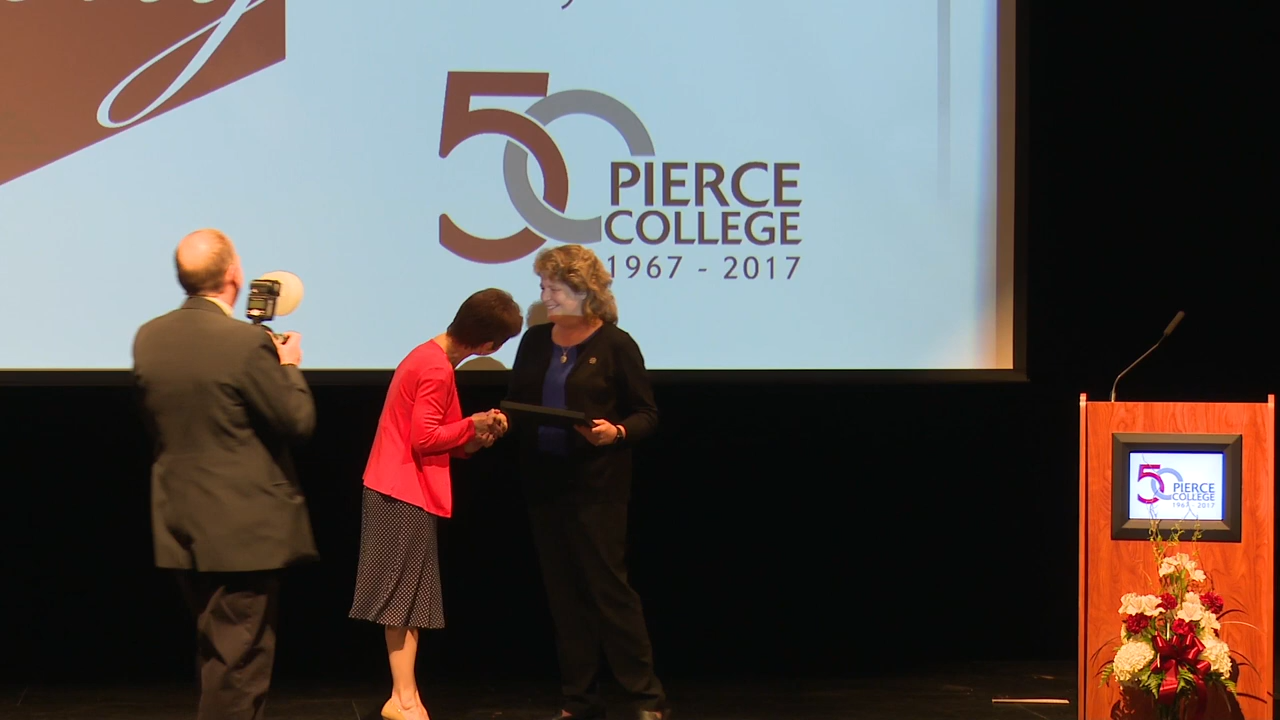 50
PIERCE
COLLEGE
1967 - 2017
50
PIERCE
COLLEGE
1967 2017